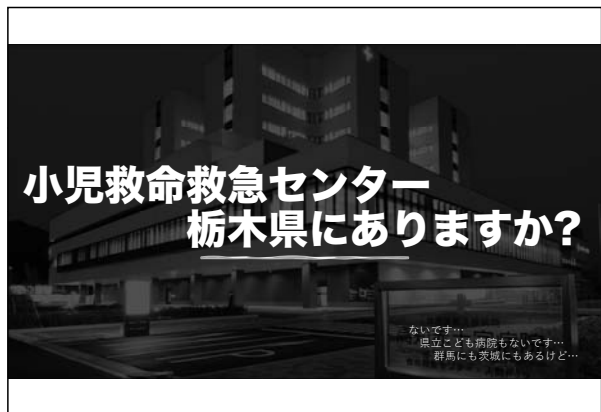 小児救命救急センター
栃木県にありますか?
ないです…
県立こども病院もないです…
群馬にも茨城にもあるけど…